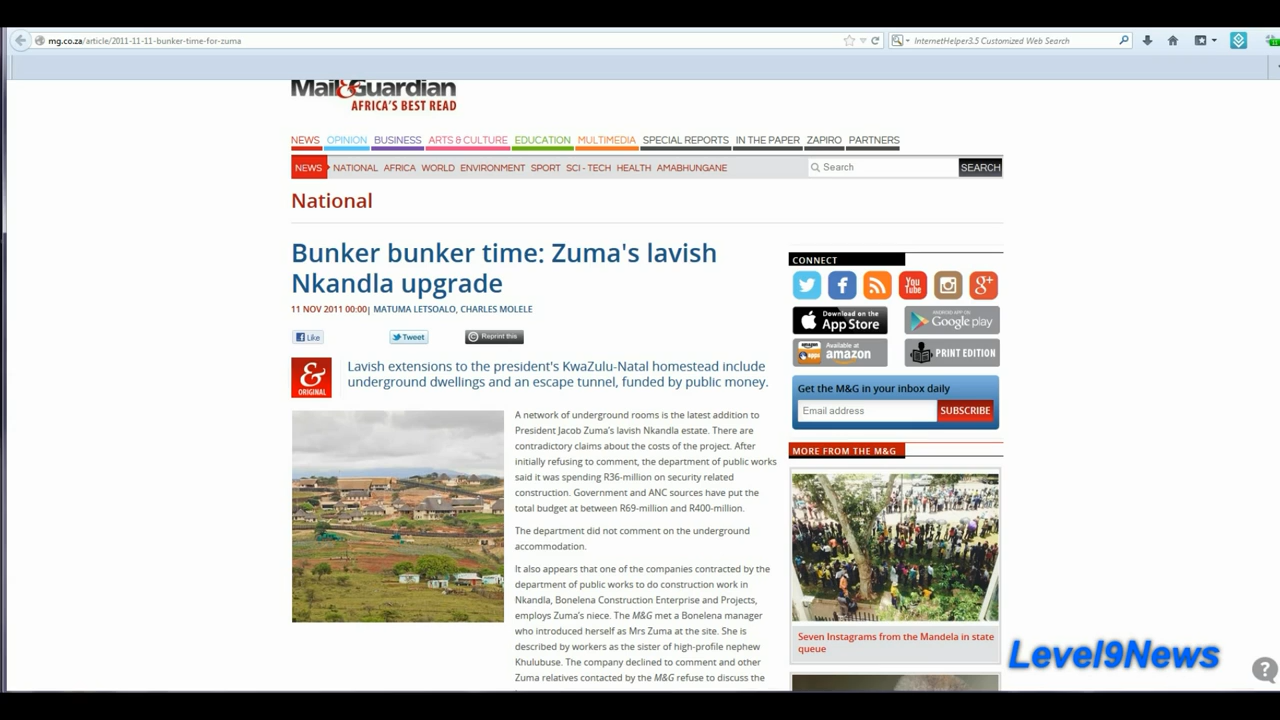 mg.co.za/article/2011-11-11-bunker-time-for-zuma
InternetHelper3.5 Customized Web Search
Mail&Guardian
AFRICA'S BEST READ
NEWS OPINION BUSINESS ARTS & CULTURE EDUCATION MULTIMEDIA SPECIAL REPORTS IN THE PAPER ZAPIRO PARTNERS
NEWS NATIONAL AFRICA WORLD ENVIRONMENT SPORT SCI - TECH HEALTH AMABHUNGANE
Search SEARCH
National
Bunker bunker time: Zuma's lavish
Nkandla upgrade
11 NOV 2011 00:00| MATUMA LETSOALO, CHARLES MOLELE
Like Tweet Reprint this
& ORIGINAL
Lavish extensions to the president's KwaZulu-Natal homestead include
underground dwellings and an escape tunnel, funded by public money.
A network of underground rooms is the latest addition to
President Jacob Zuma's lavish Nkandla estate. There are
contradictory claims about the costs of the project. After
initially refusing to comment, the department of public works
said it was spending R36-million on security related
construction. Government and ANC sources have put the
total budget at between R69-million and R400-million.
The department did not comment on the underground
accommodation.
It also appears that one of the companies contracted by the
department of public works to do construction work in
Nkandla, Bonelena Construction Enterprise and Projects,
employs Zuma's niece. The M&G met a Bonelena manager
who introduced herself as Mrs Zuma at the site. She is
described by workers as the sister of high-profile nephew
Khulubuse. The company declined to comment and other
Zuma relatives contacted by the M&G refuse to discuss the
CONNECT
You Tube
g+
Download on the
App Store
ANDROID APP ON
Google play
Available at
amazon
amazon apps
PRINT EDITION
Get the M&G in your inbox daily
Email address SUBSCRIBE
MORE FROM THE M&G
Seven Instagrams from the Mandela in state
queue
Level9News
?